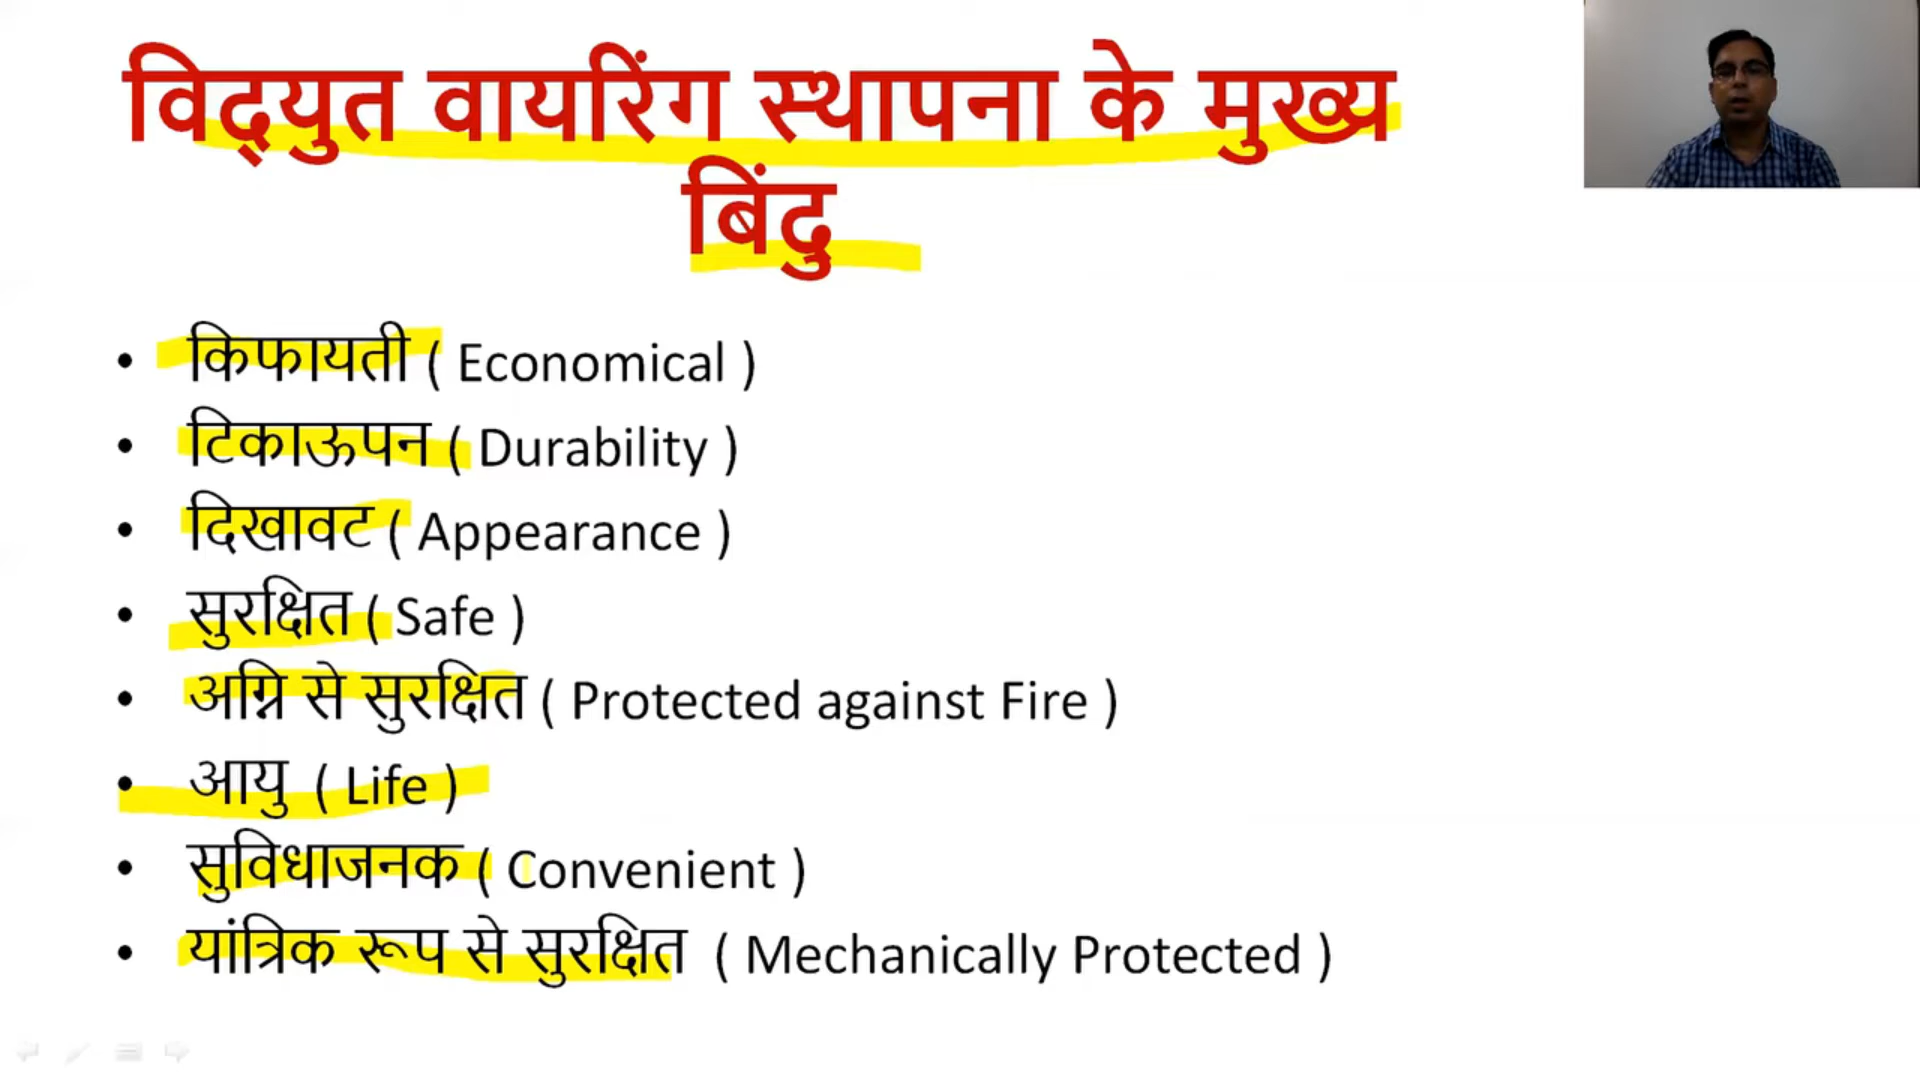 विद्युत वायरिंग स्थापना के मुख्य
बिंदु
• किफायती ( Economical )
• टिकाऊपन ( Durability )
• दिखावट ( Appearance )
• सुरक्षित ( Safe )
• अग्नि से सुरक्षित ( Protected against Fire )
• आयु ( Life )
• सुविधाजनक ( Convenient )
• यांत्रिक रूप से सुरक्षित ( Mechanically Protected )